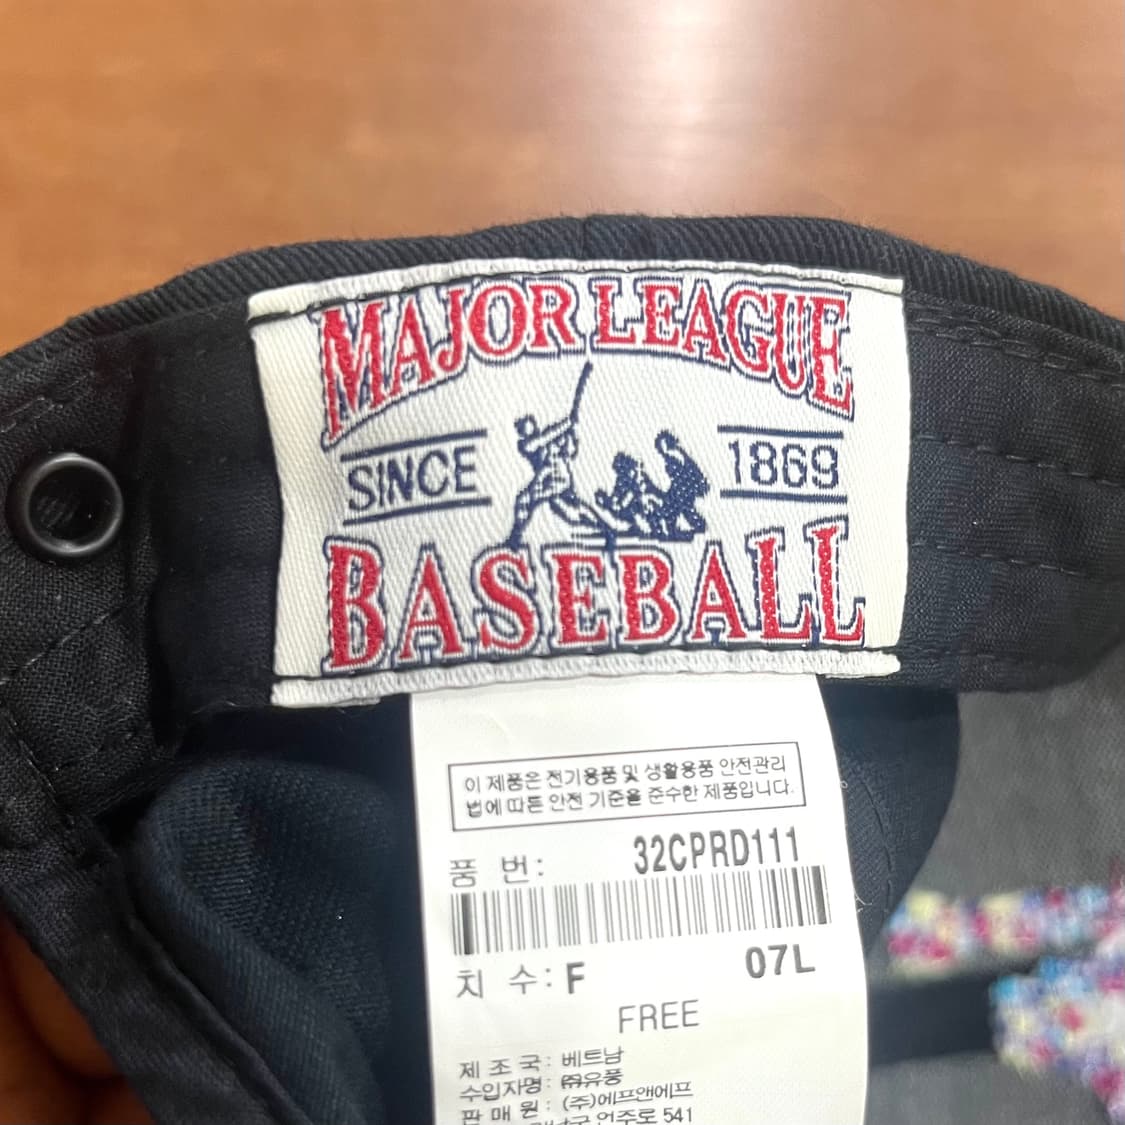 MAJOR LEAGUE
SINCE 1869
BASEBALL
이 제품은 전기용품 및 생활용품 안전관리
법에 따른 안전 기준을 준수한 제품입니다.
품 번: 32CPRD111
치 수: F 07L
FREE
제 조 국: 베트남
수입자명: ㈜유풍
판 매 원: (주)에프앤에프
강남구 언주로 541